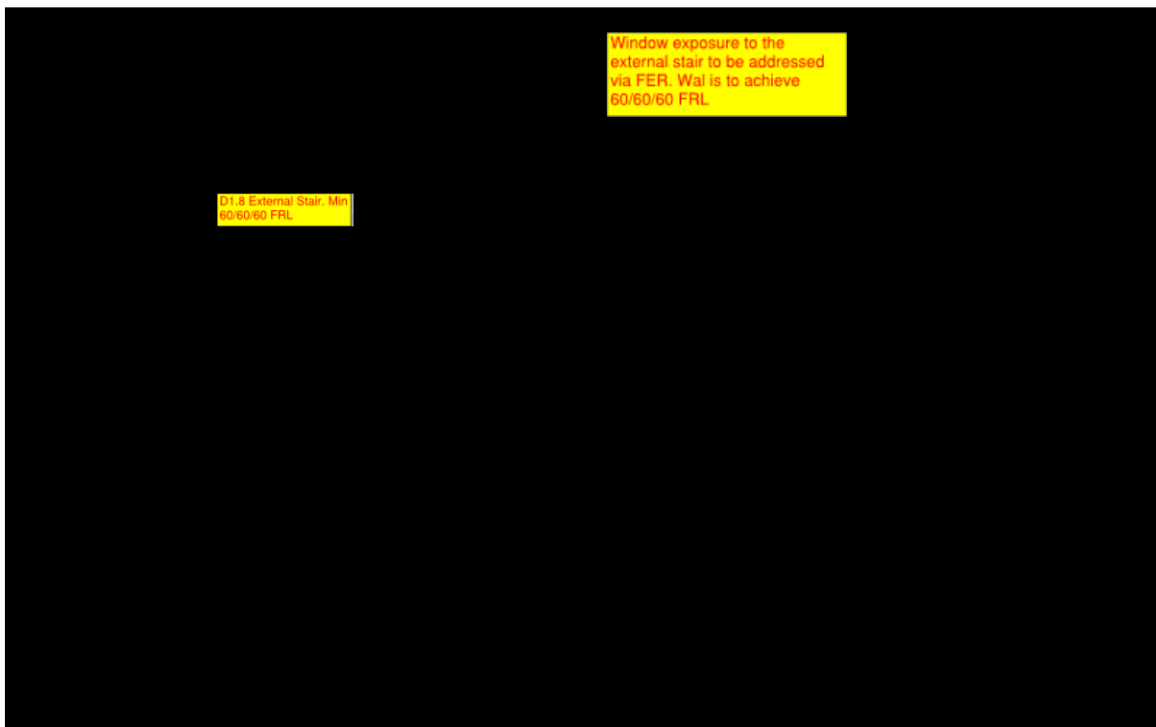 Window exposure to the
external stair to be addressed
via FER. Wal is to achieve
60/60/60 FRL
D1.8 External Stair. Min
60/60/60 FRL